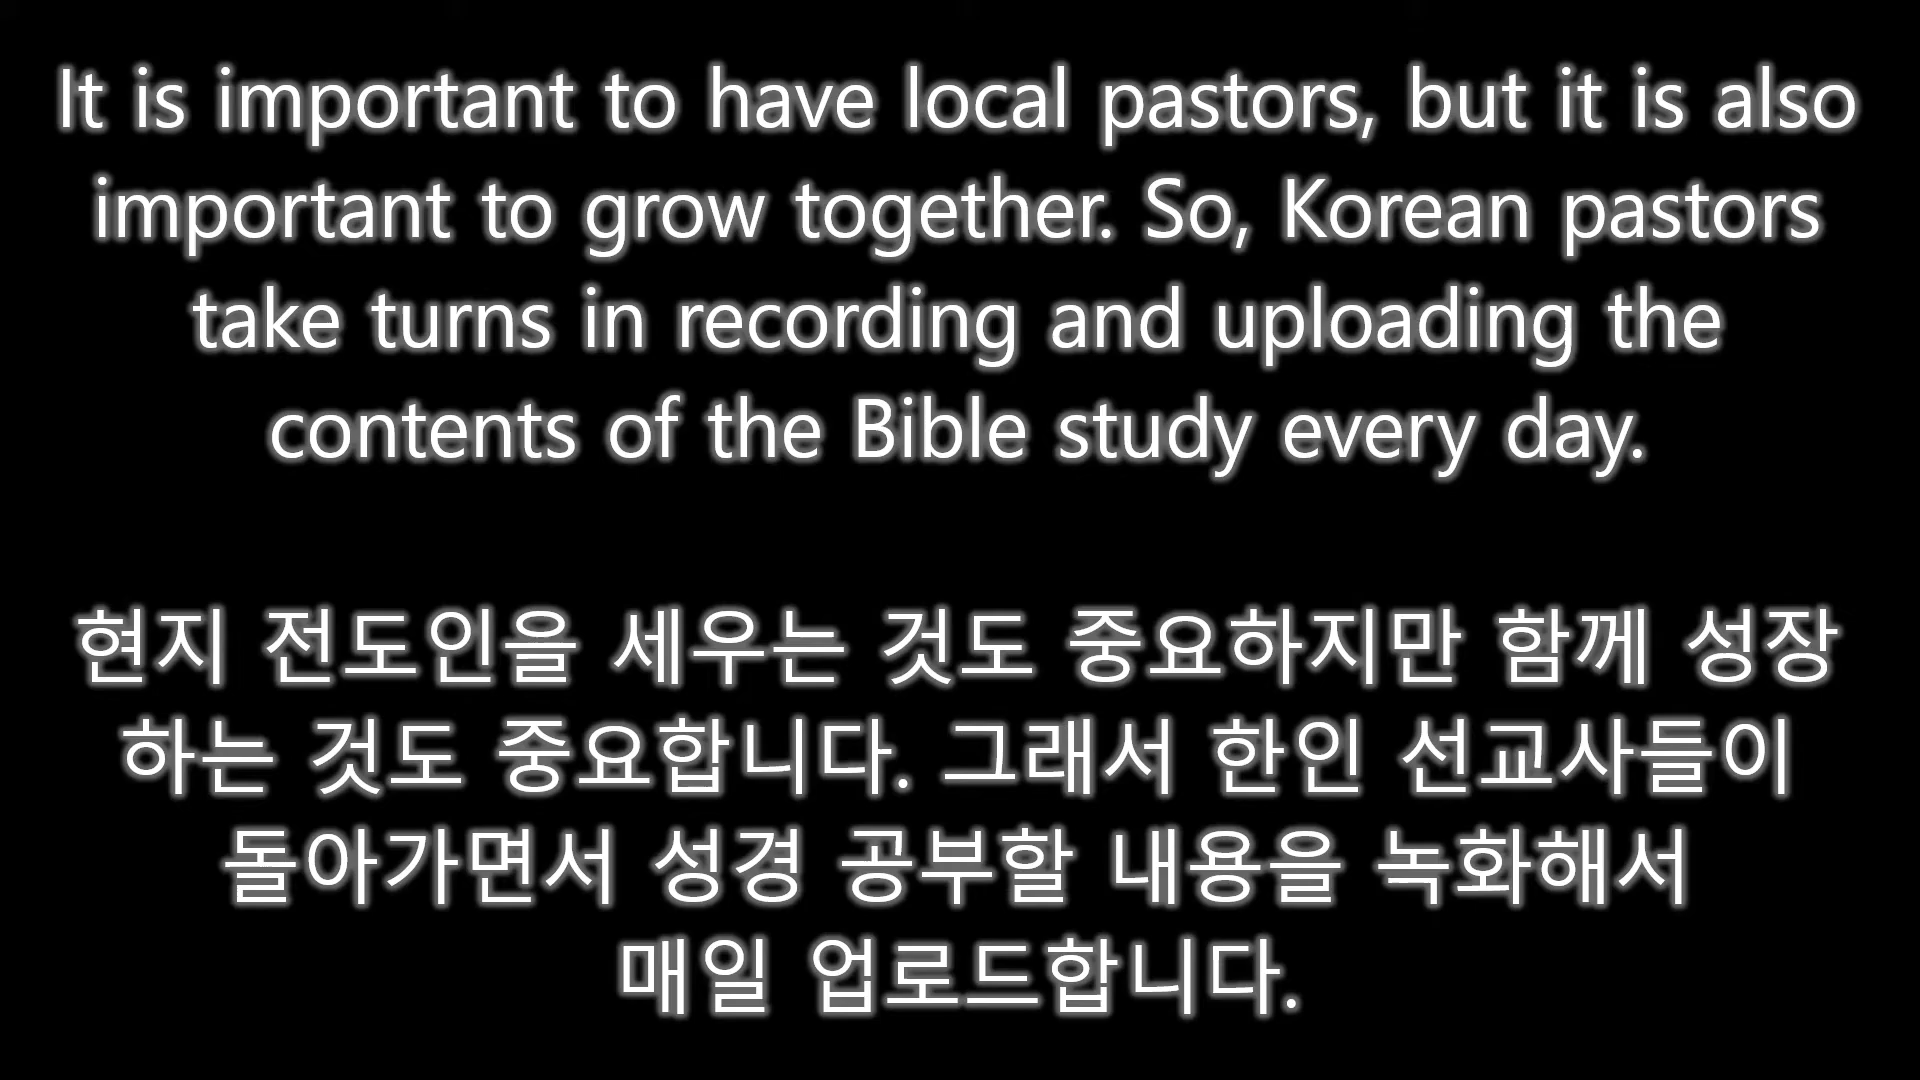 It is important to have local pastors, but it is also
important to grow together. So, Korean pastors
take turns in recording and uploading the
contents of the Bible study every day.
현지 전도인을 세우는 것도 중요하지만 함께 성장
하는 것도 중요합니다. 그래서 한인 선교사들이
돌아가면서 성경 공부할 내용을 녹화해서
매일 업로드합니다.